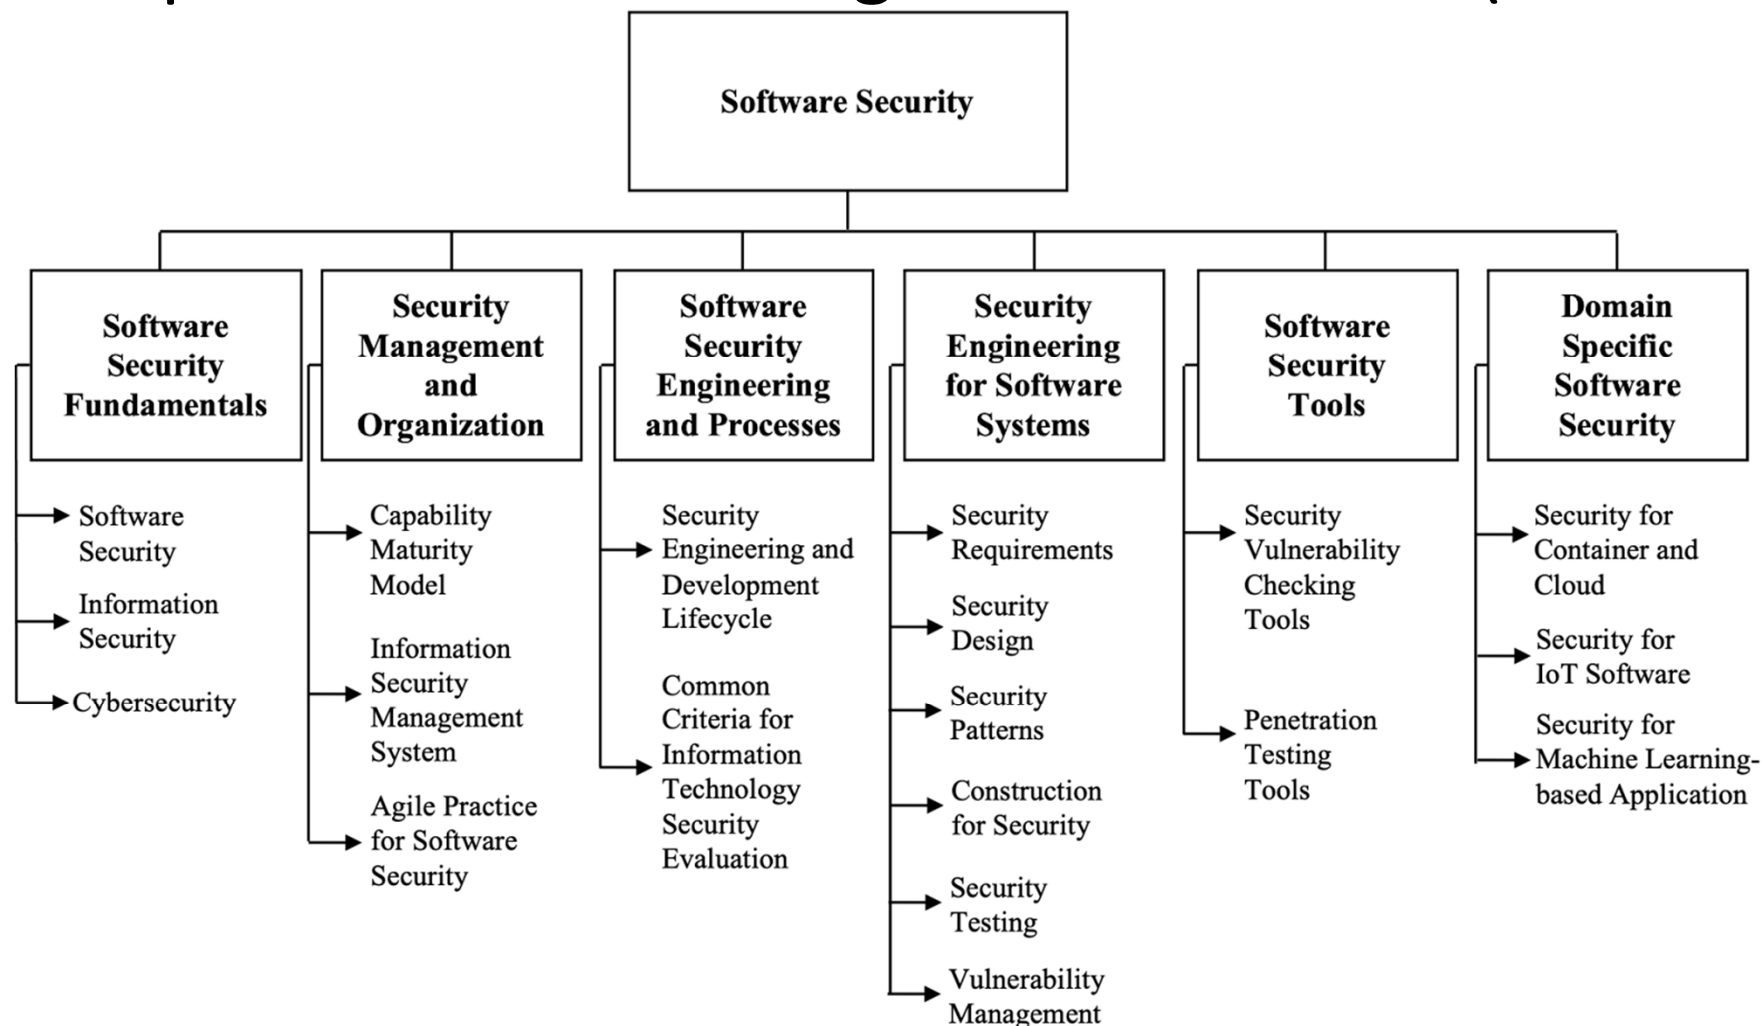 Software Security
Software
Security
Fundamentals
Software
Security
Information
Security
Cybersecurity
Security
Management
and
Organization
Capability
Maturity
Model
Information
Security
Management
System
Agile Practice
for Software
Security
Software
Security
Engineering
and Processes
Security
Engineering and
Development
Lifecycle
Common
Criteria for
Information
Technology
Security
Evaluation
Security
Engineering
for Software
Systems
Security
Requirements
Security
Design
Security
Patterns
Construction
for Security
Security
Testing
Vulnerability
Management
Software
Security
Tools
Security
Vulnerability
Checking
Tools
Penetration
Testing
Tools
Domain
Specific
Software
Security
Security for
Container and
Cloud
Security for
IoT Software
Security for
Machine Learning-
based Application